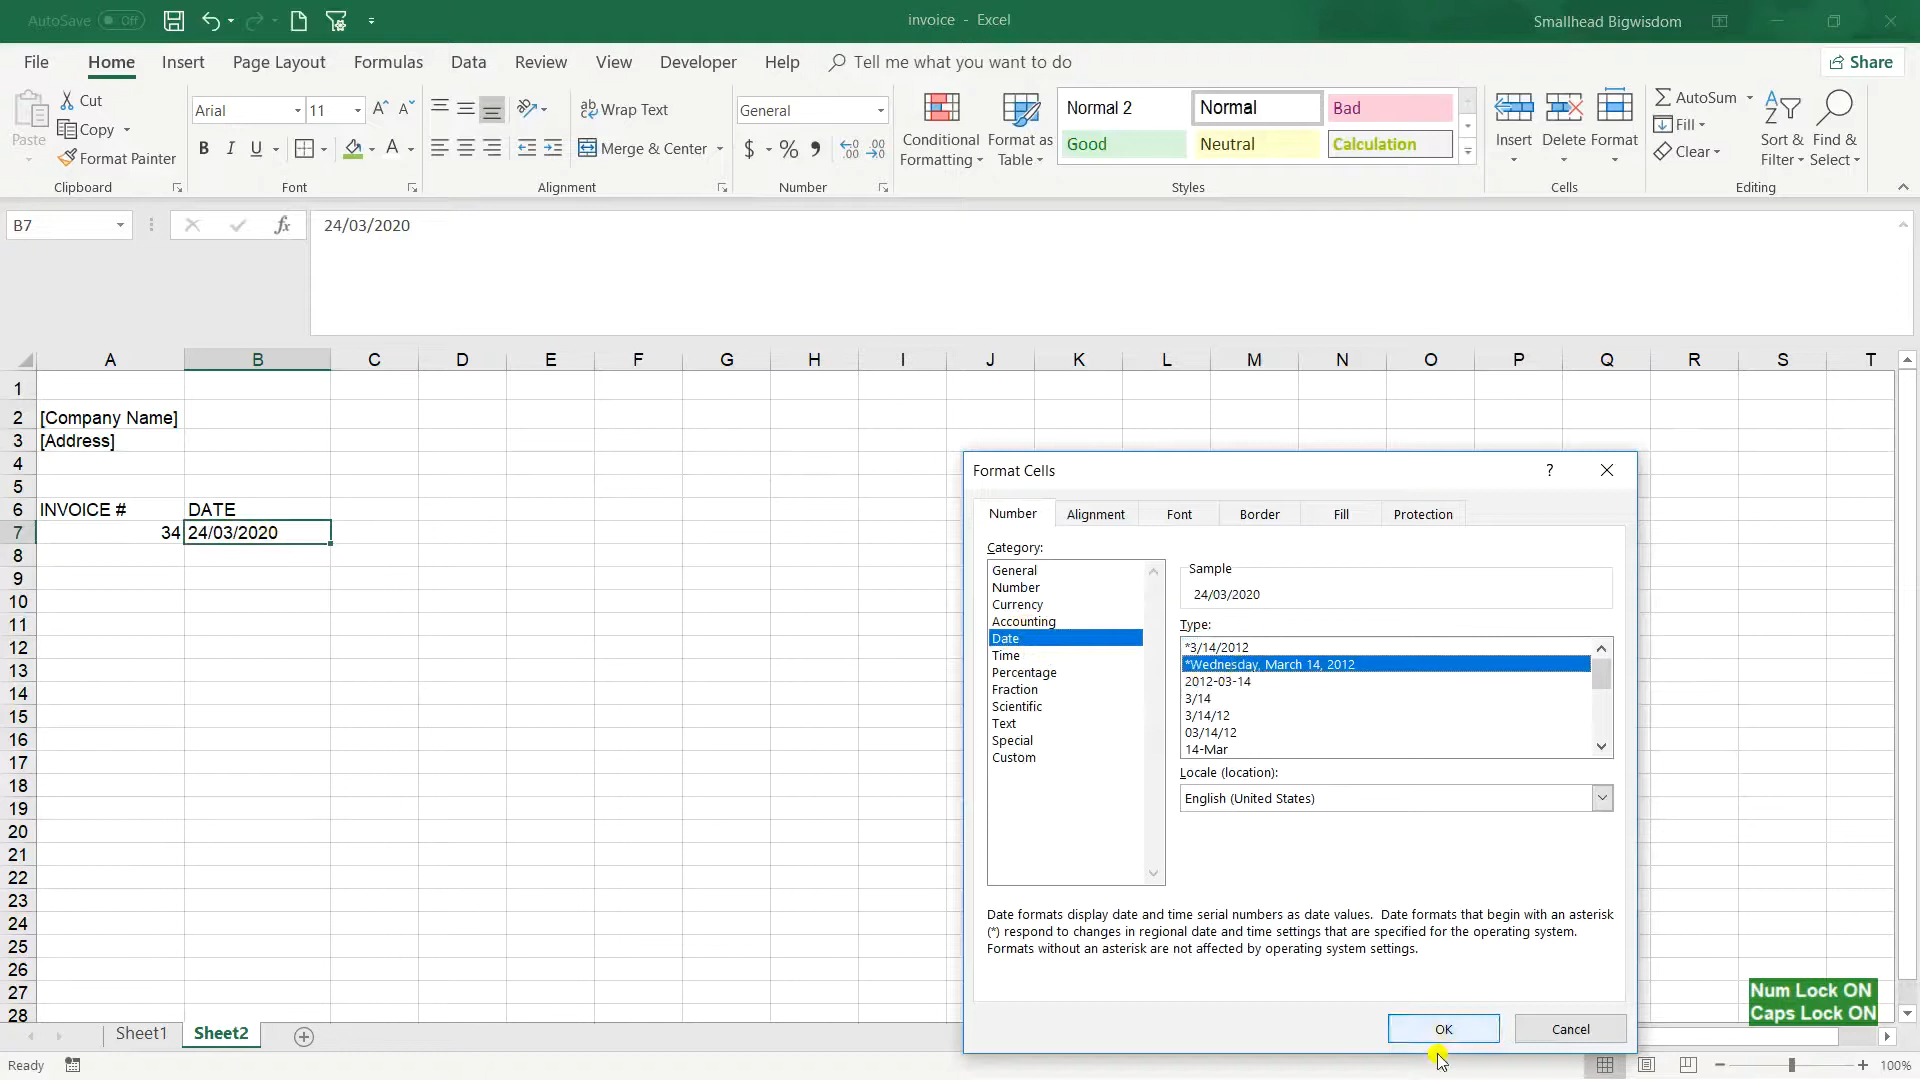 AutoSave Off
invoice - Excel
Smallhead Bigwisdom
File Home Insert Page Layout Formulas Data Review View Developer Help Tell me what you want to do
Share
Paste
Cut
Copy
Format Painter
Clipboard
Arial 11
B I U
Font
Wrap Text
Merge & Center
Alignment
General
$ % ,
Number
Conditional Formatting
Format as Table
Normal 2 Normal Bad
Good Neutral Calculation
Styles
Insert Delete Format
Cells
AutoSum
Fill
Clear
Sort & Filter
Find & Select
Editing
B7
fx
24/03/2020
A B C D E F G H I J K L M N O P Q R S T
1
2 [Company Name]
3 [Address]
4
5
6 INVOICE # DATE
7 34 24/03/2020
8
9
10
11
12
13
14
15
16
17
18
19
20
21
22
23
24
25
26
27
28
Format Cells
?
Number Alignment Font Border Fill Protection
Category:
General
Number
Currency
Accounting
Date
Time
Percentage
Fraction
Scientific
Text
Special
Custom
Sample
24/03/2020
Type:
*3/14/2012
*Wednesday, March 14, 2012
2012-03-14
3/14
3/14/12
03/14/12
14-Mar
Locale (location):
English (United States)
Date formats display date and time serial numbers as date values. Date formats that begin with an asterisk
(*) respond to changes in regional date and time settings that are specified for the operating system.
Formats without an asterisk are not affected by operating system settings.
OK Cancel
Num Lock ON
Caps Lock ON
Sheet1 Sheet2
Ready
100%